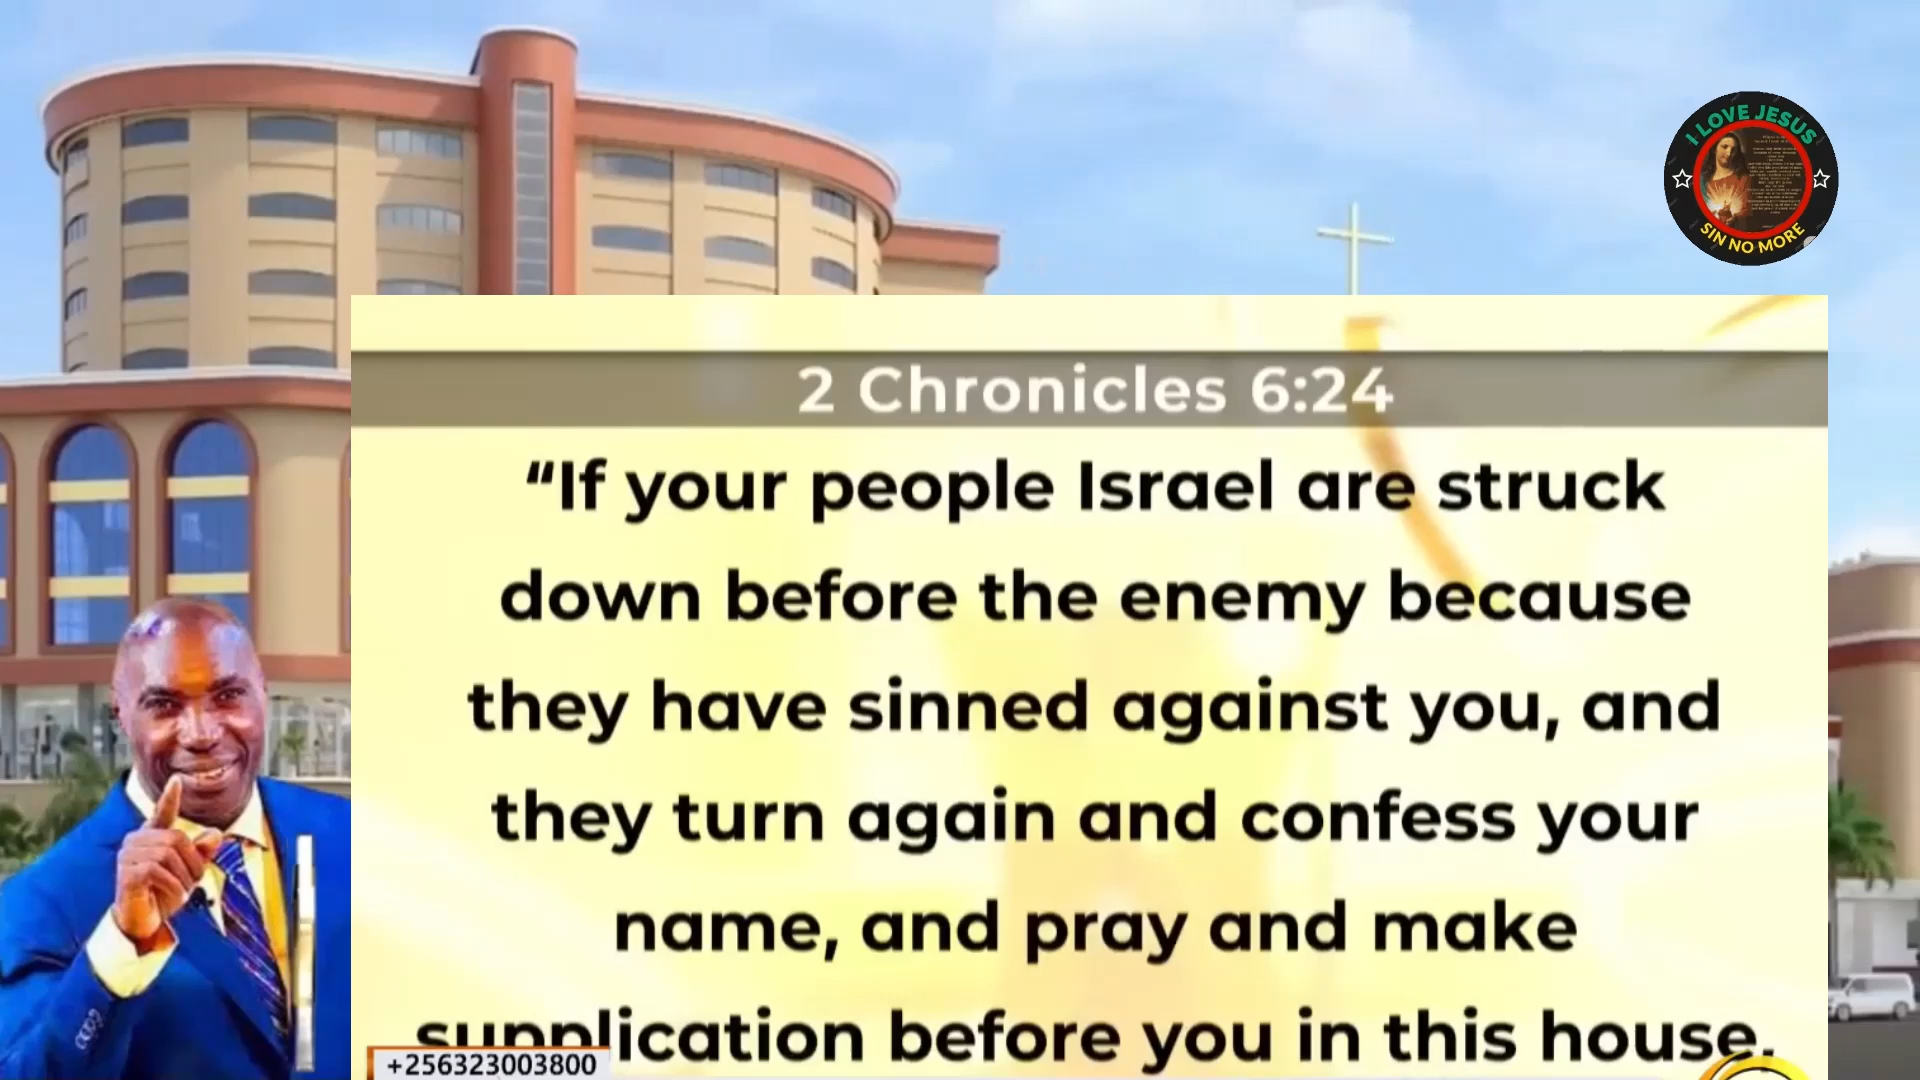 I LOVE JESUS
SIN NO MORE
2 Chronicles 6:24
“If your people Israel are struck
down before the enemy because
they have sinned against you, and
they turn again and confess your
name, and pray and make
supplication before you in this house,
+256323003800